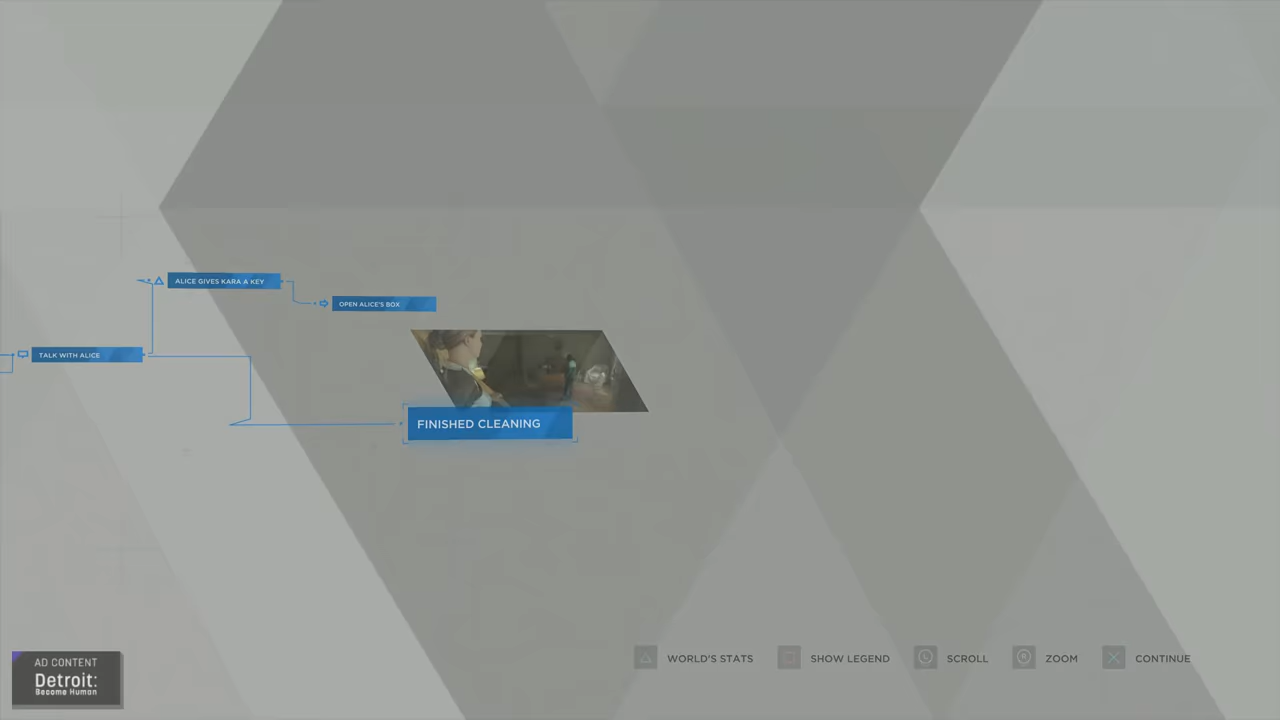 ALICE GIVES KARA A KEY
OPEN ALICE'S BOX
TALK WITH ALICE
FINISHED CLEANING
AD CONTENT
Detroit:
Become Human
WORLD'S STATS
SHOW LEGEND
L SCROLL
R ZOOM
CONTINUE